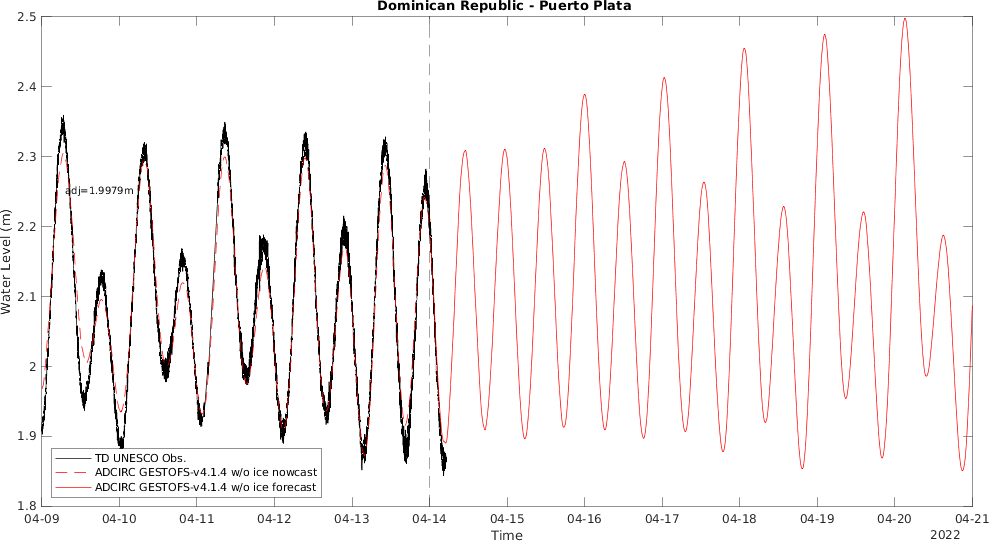 Dominican Republic - Puerto Plata
2.5
2.4
2.3
2.2
2.1
2
1.9
1.8
Water Level (m)
adj=1.9979m
TD UNESCO Obs.
ADCIRC GESTOFS-v4.1.4 w/o ice nowcast
ADCIRC GESTOFS-v4.1.4 w/o ice forecast
04-09 04-10 04-11 04-12 04-13 04-14 04-15 04-16 04-17 04-18 04-19 04-20 04-21
Time
2022